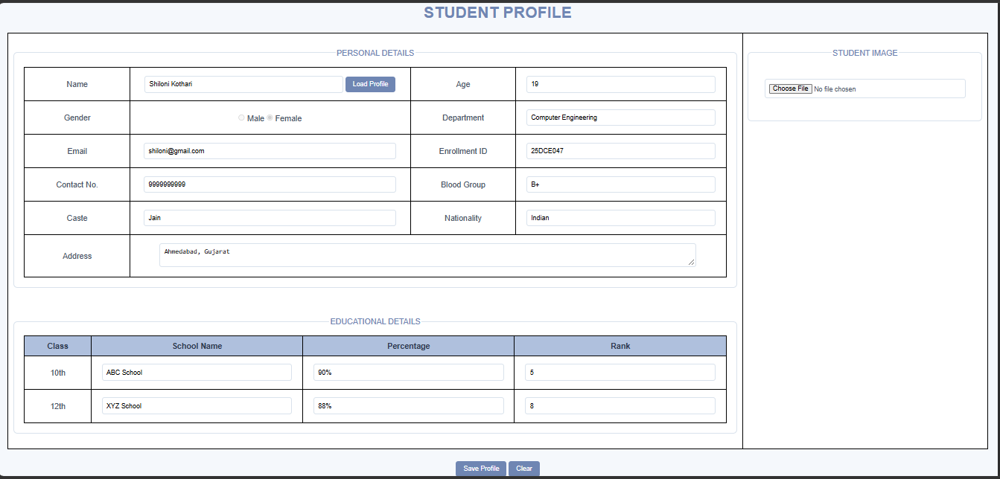 STUDENT PROFILE
PERSONAL DETAILS
STUDENT IMAGE
Name Shiloni Kothari Load Profile Age 19
Choose File No file chosen
Gender Male Female Department Computer Engineering
Email shiloni@gmail.com Enrollment ID 25DCE047
Contact No. 9999999999 Blood Group B+
Caste Jain Nationality Indian
Address Ahmedabad, Gujarat
EDUCATIONAL DETAILS
Class School Name Percentage Rank
10th ABC School 90% 5
12th XYZ School 88% 8
Save Profile Clear